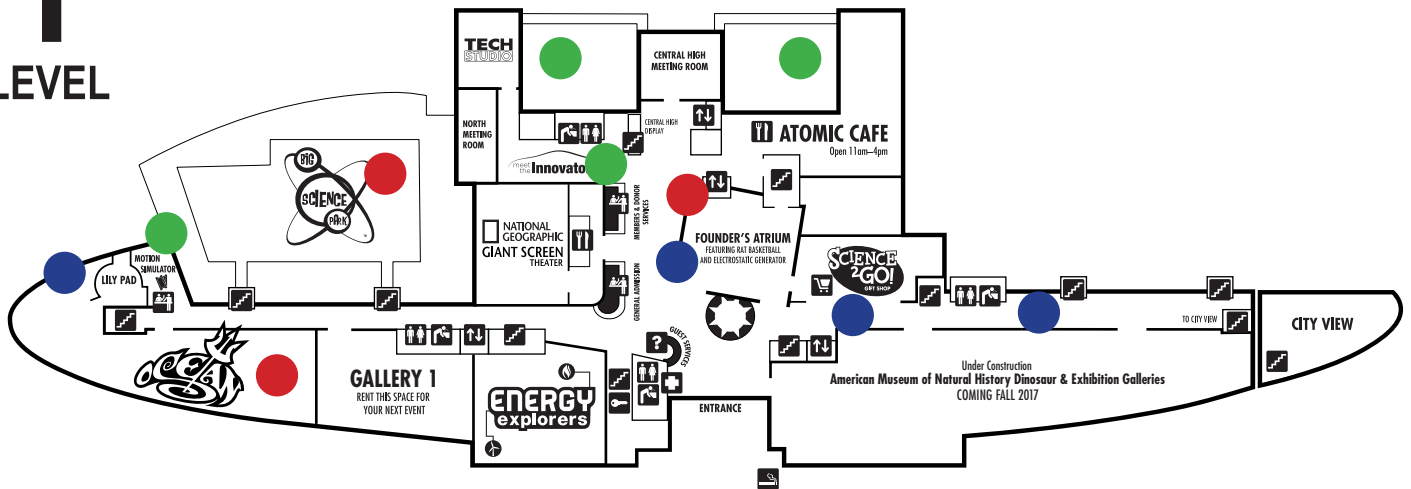 LEVEL
TECH
STUDIO
CENTRAL HIGH
MEETING ROOM
NORTH
MEETING
ROOM
CENTRAL HIGH
DISPLAY
ATOMIC CAFE
Open 11am–4pm
meet
the Innovato
BIG
SCIENCE
PARK
MEMBERS & DONOR
SERVICES
NATIONAL
GEOGRAPHIC
GIANT SCREEN
THEATER
FOUNDER'S ATRIUM
FEATURING RAT BASKETBALL
AND ELECTROSTATIC GENERATOR
MOTION
SIMULATOR
LILY PAD
SCIENCE
2GO!
GIFT SHOP
GENERAL ADMISSION
GUEST SERVICES
?
TO CITY VIEW
CITY VIEW
OCEAN
GALLERY 1
RENT THIS SPACE FOR
YOUR NEXT EVENT
ENERGY
explorers
ENTRANCE
Under Construction
American Museum of Natural History Dinosaur & Exhibition Galleries
COMING FALL 2017